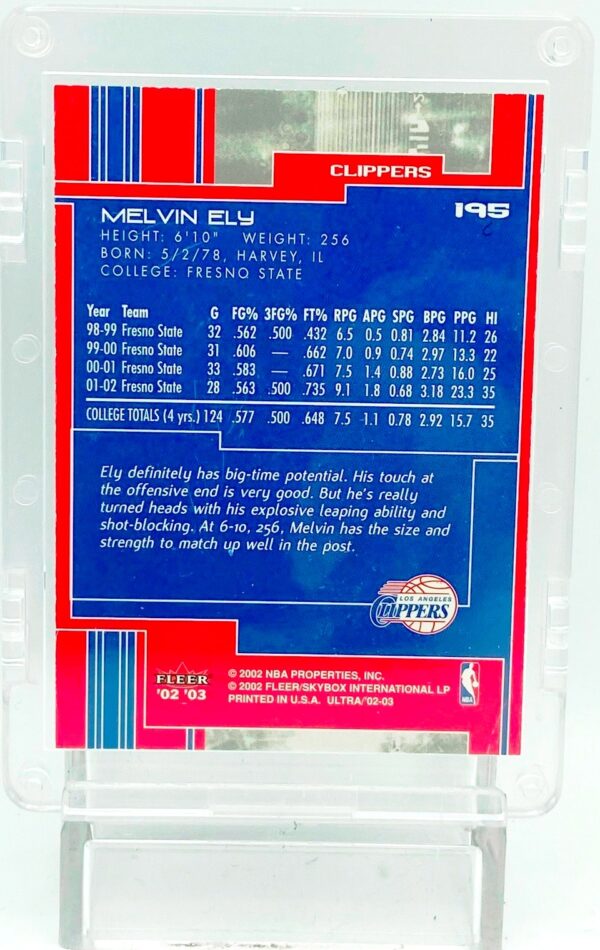 CLIPPERS
195
MELVIN ELY
HEIGHT: 6'10" WEIGHT: 256
BORN: 5/2/78, HARVEY, IL
COLLEGE: FRESNO STATE
Year Team G FG% 3FG% FT% RPG APG SPG BPG PPG HI
98-99 Fresno State 32 .562 .500 .432 6.5 0.5 0.81 2.84 11.2 26
99-00 Fresno State 31 .606 — .662 7.0 0.9 0.74 2.97 13.3 22
00-01 Fresno State 33 .583 — .671 7.5 1.4 0.88 2.73 16.0 25
01-02 Fresno State 28 .563 .500 .735 9.1 1.8 0.68 3.18 23.3 35
COLLEGE TOTALS (4 yrs.) 124 .577 .500 .648 7.5 1.1 0.78 2.92 15.7 35
Ely definitely has big-time potential. His touch at
the offensive end is very good. But he's really
turned heads with his explosive leaping ability and
shot-blocking. At 6-10, 256, Melvin has the size and
strength to match up well in the post.
LOS ANGELES
CLIPPERS
FLEER
'02 '03
© 2002 NBA PROPERTIES, INC.
© 2002 FLEER/SKYBOX INTERNATIONAL LP
PRINTED IN U.S.A. ULTRA/'02-03
NBA